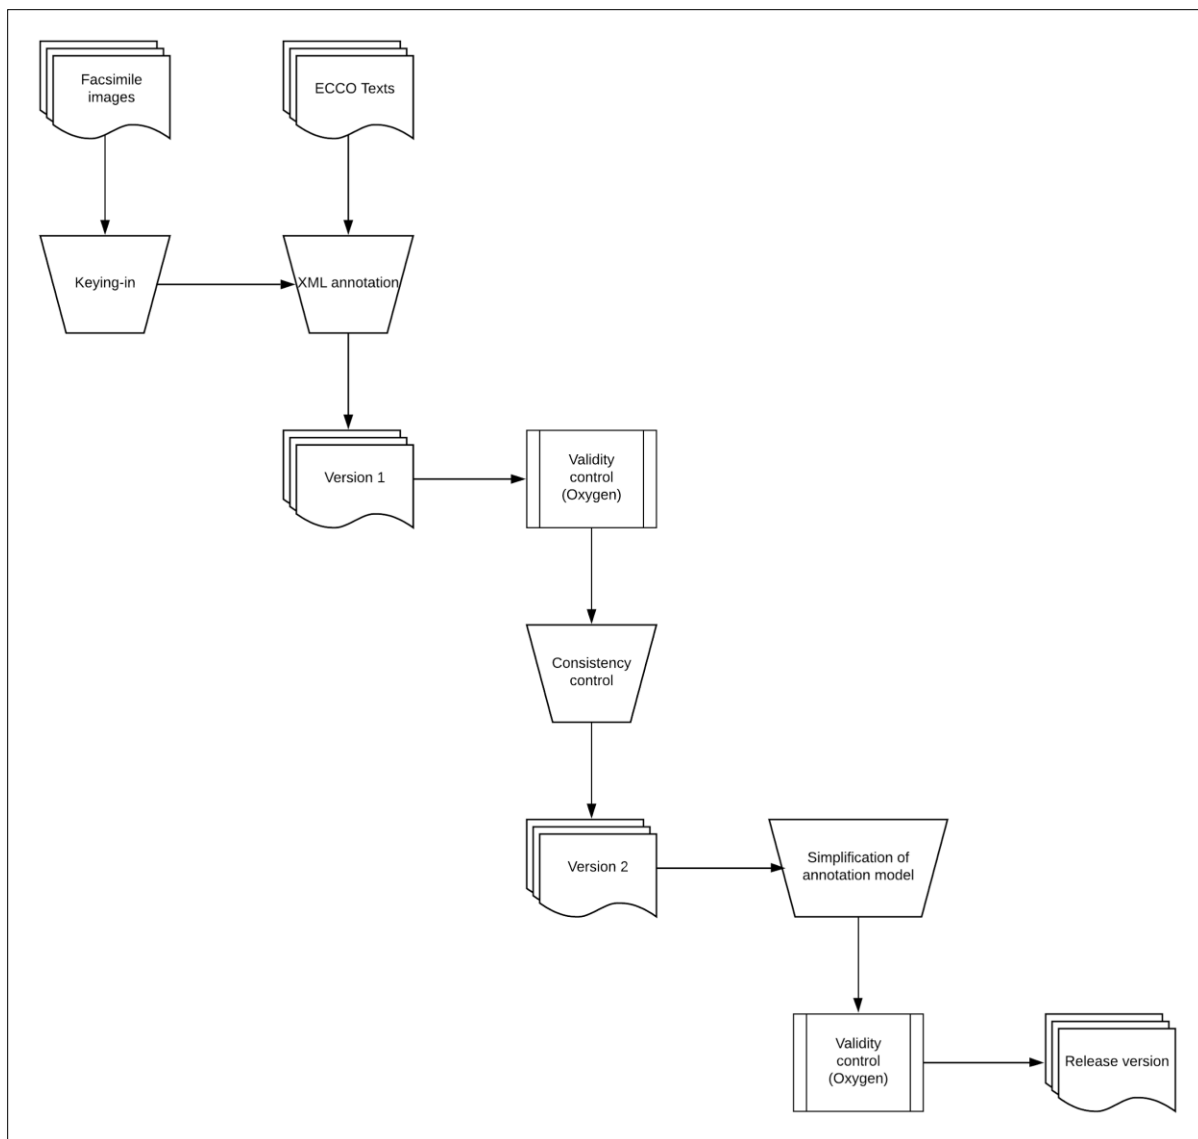 Facsimile
images
ECCO Texts
Keying-in
XML annotation
Version 1
Validity
control
(Oxygen)
Consistency
control
Version 2
Simplification of
annotation model
Validity
control
(Oxygen)
Release version